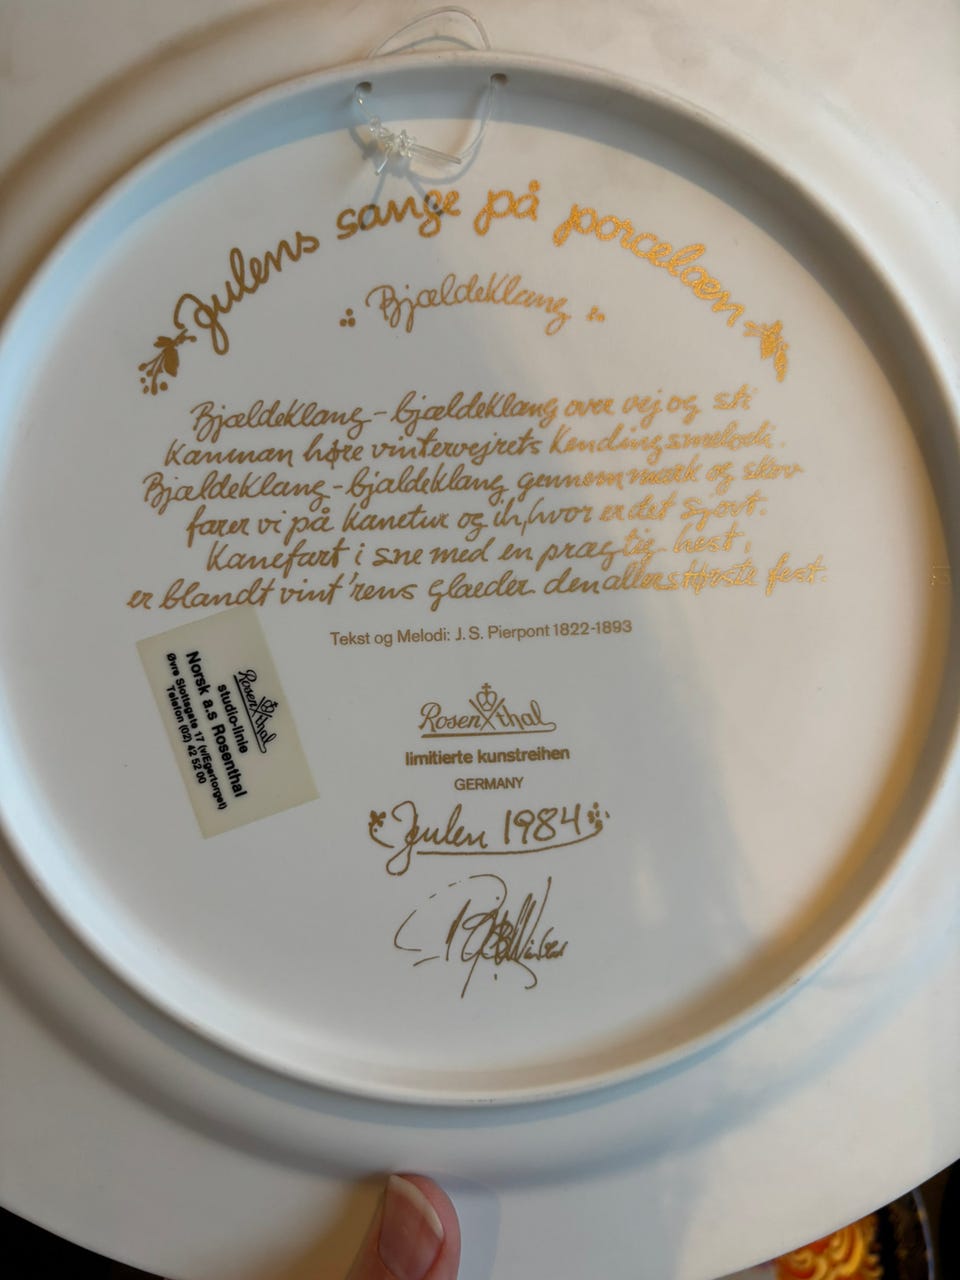 Julens sange på porcelæn
Bjældeklang
Bjældeklang - bjældeklang over vej og sti
kan man høre vintervejrets kendingsmelodi.
Bjældeklang - bjældeklang gennem mark og skov
farer vi på kanetur og ih, hvor er det sjovt.
Kanefart i sne med en prægtig hest,
er blandt vint'rens glæder den allerstørste fest.
Tekst og Melodi: J. S. Pierpont 1822-1893
Rosenthal
studio-linie
Norsk a.s Rosenthal
Øvre Slottsgate 17 (v/Egertorget)
Telefon (02) 42 52 00
Rosenthal
limitierte kunstreihen
GERMANY
Julen 1984